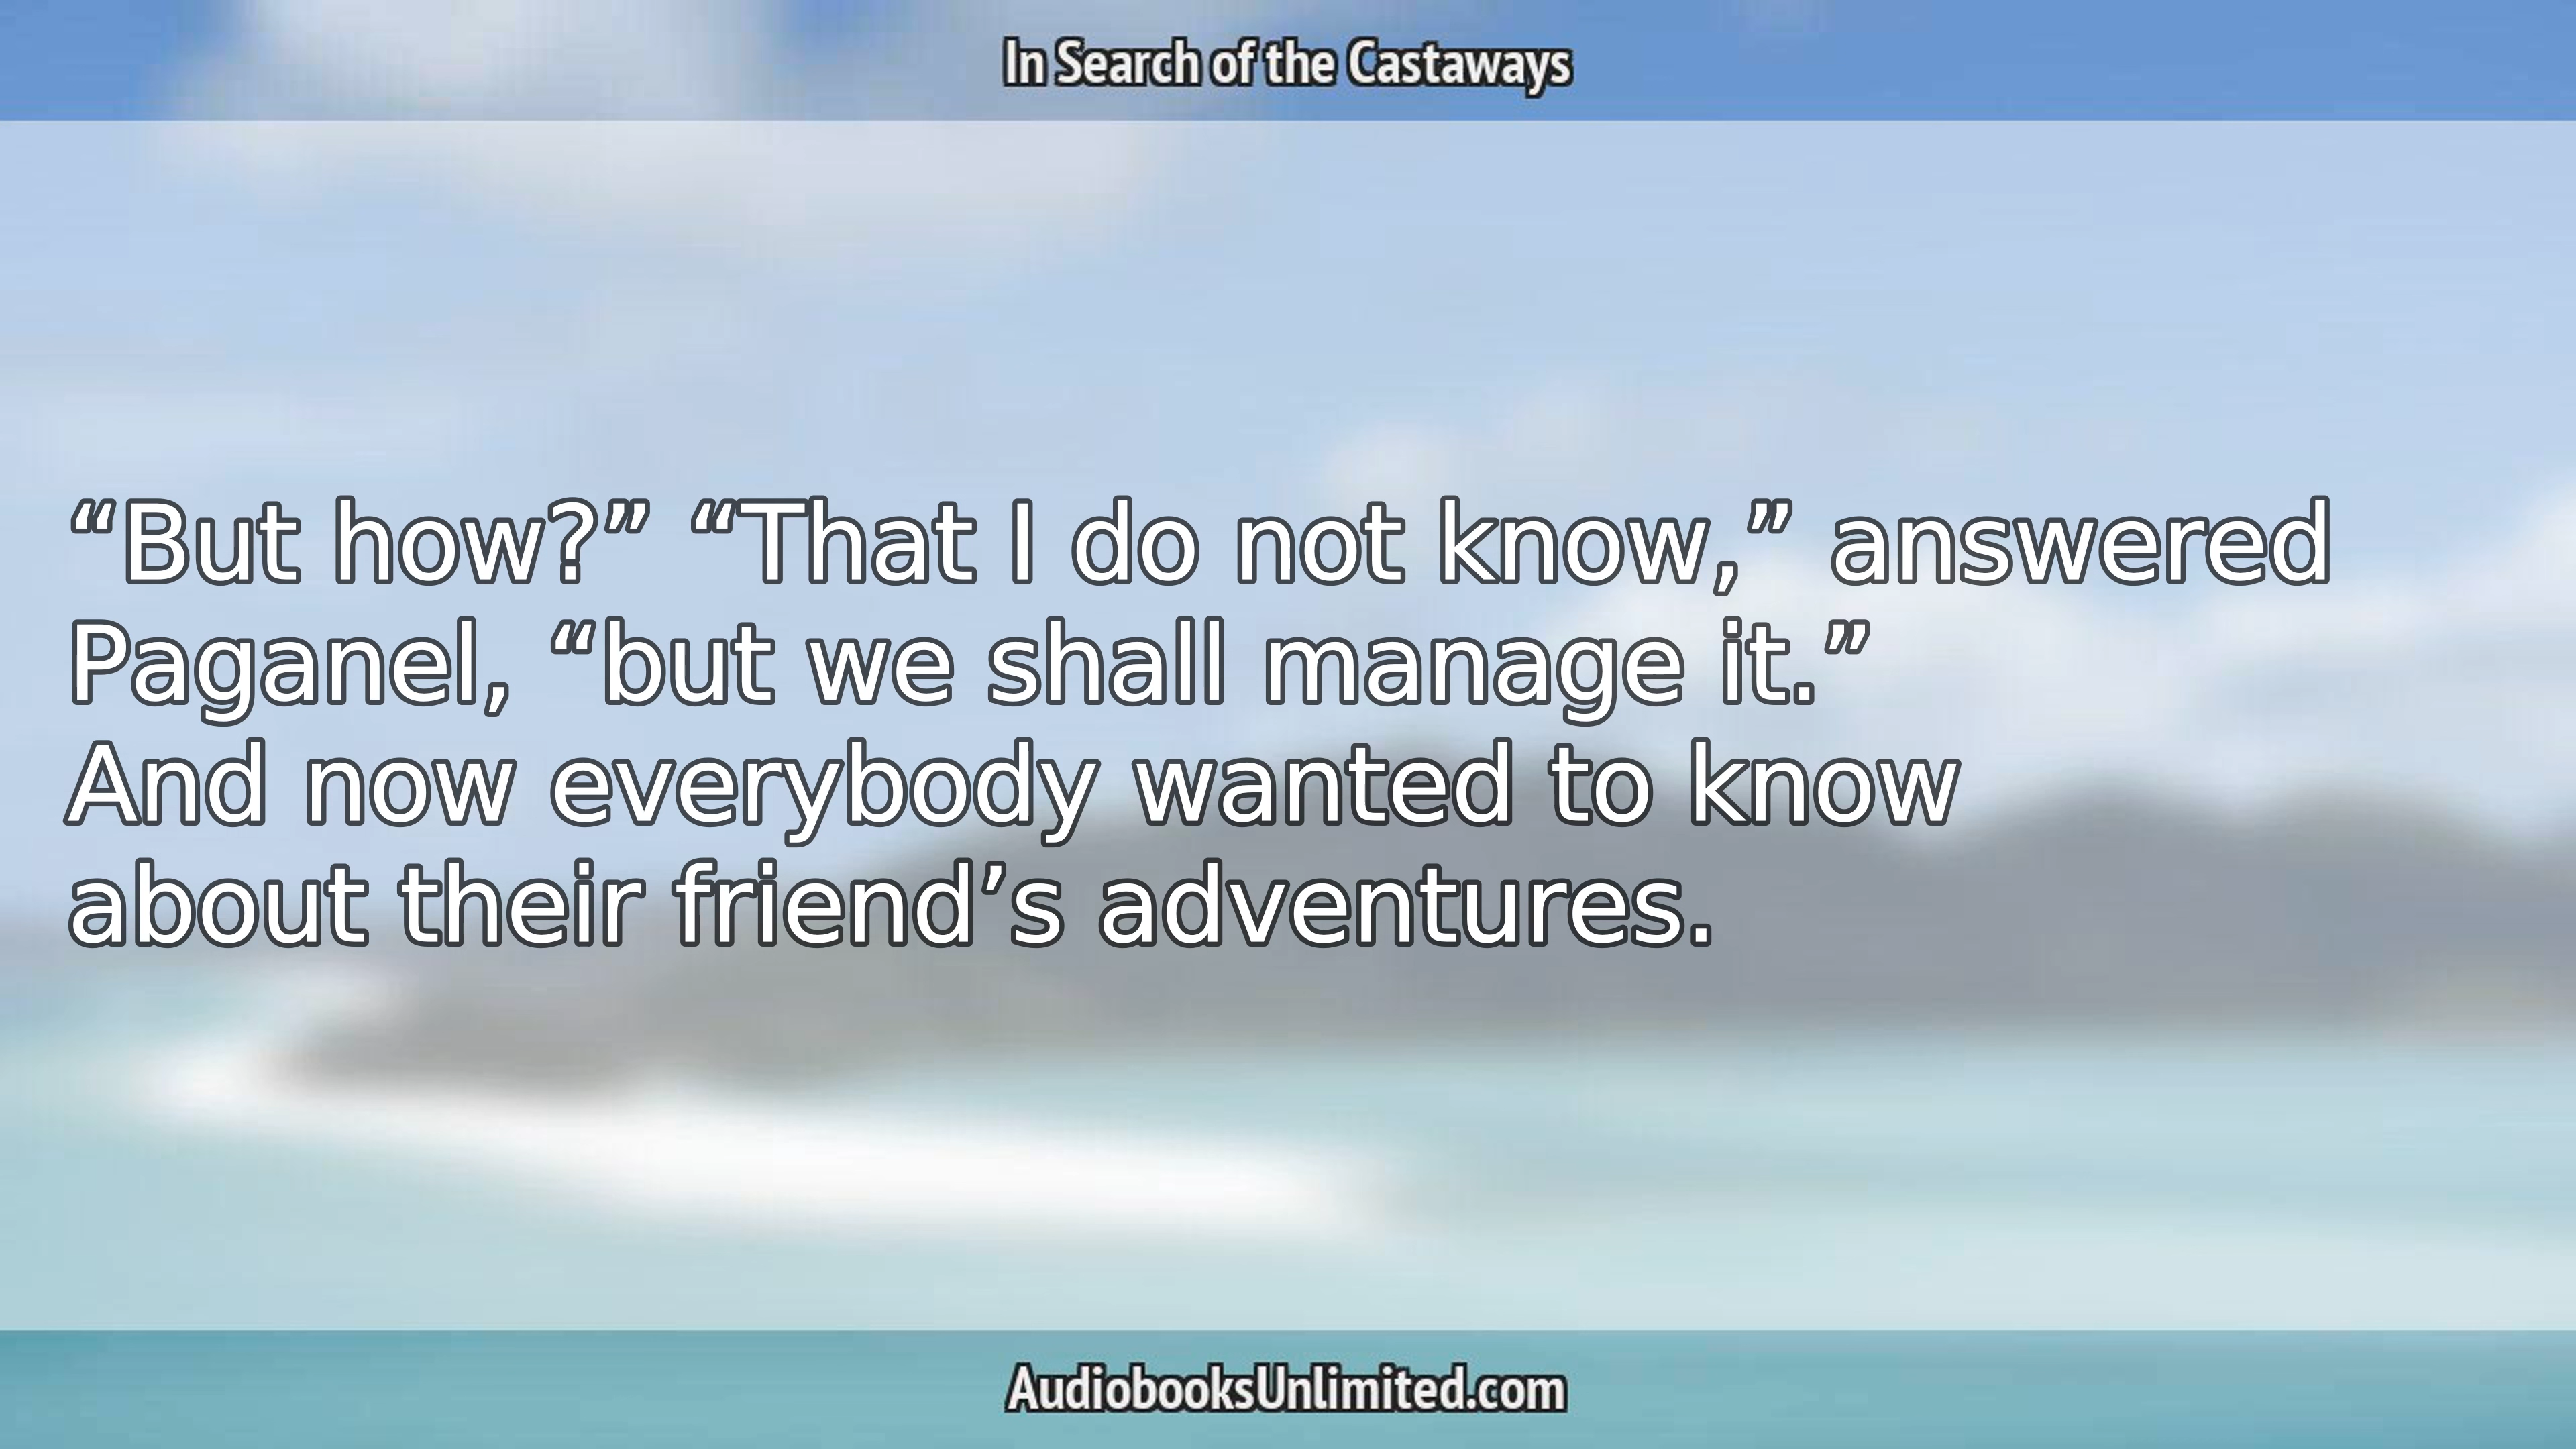 In Search of the Castaways
“But how?” “That I do not know,” answered
Paganel, “but we shall manage it.”
And now everybody wanted to know
about their friend’s adventures.
AudiobooksUnlimited.com